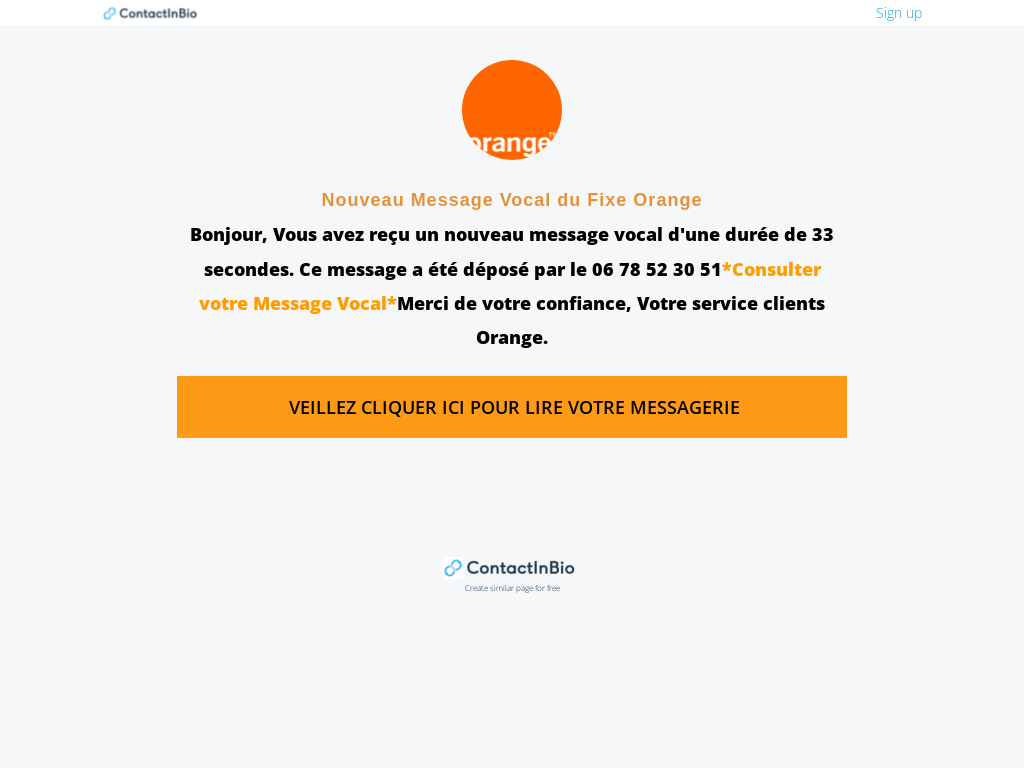 ContactInBio
Sign up
orange™
Nouveau Message Vocal du Fixe Orange
Bonjour, Vous avez reçu un nouveau message vocal d'une durée de 33
secondes. Ce message a été déposé par le 06 78 52 30 51*Consulter
votre Message Vocal*Merci de votre confiance, Votre service clients
Orange.
VEILLEZ CLIQUER ICI POUR LIRE VOTRE MESSAGERIE
ContactInBio
Create similar page for free